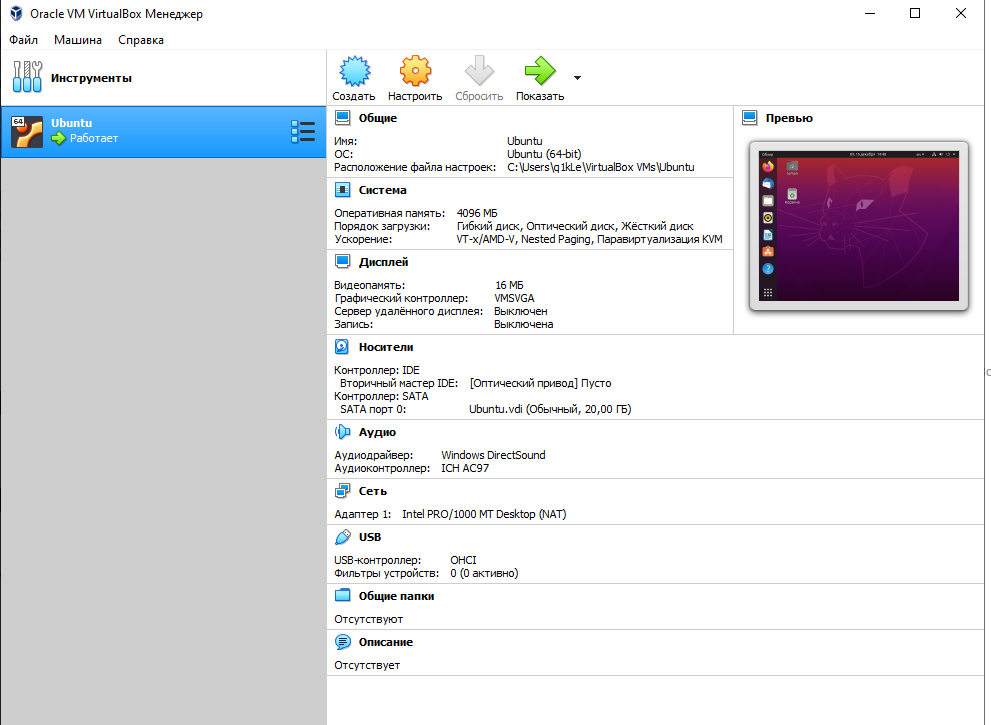 Oracle VM VirtualBox Менеджер
Файл Машина Справка
Инструменты
Создать Настроить Сбросить Показать
64
Ubuntu
Работает
Общие
Имя: Ubuntu
ОС: Ubuntu (64-bit)
Расположение файла настроек: C:\Users\q1kLe\VirtualBox VMs\Ubuntu
Превью
Система
Оперативная память: 4096 МБ
Порядок загрузки: Гибкий диск, Оптический диск, Жёсткий диск
Ускорение: VT-x/AMD-V, Nested Paging, Паравиртуализация KVM
Дисплей
Видеопамять: 16 МБ
Графический контроллер: VMSVGA
Сервер удалённого дисплея: Выключен
Запись: Выключена
Носители
Контроллер: IDE
Вторичный мастер IDE: [Оптический привод] Пусто
Контроллер: SATA
SATA порт 0: Ubuntu.vdi (Обычный, 20,00 ГБ)
Аудио
Аудиодрайвер: Windows DirectSound
Аудиоконтроллер: ICH AC97
Сеть
Адаптер 1: Intel PRO/1000 MT Desktop (NAT)
USB
USB-контроллер: OHCI
Фильтры устройств: 0 (0 активно)
Общие папки
Отсутствуют
Описание
Отсутствует